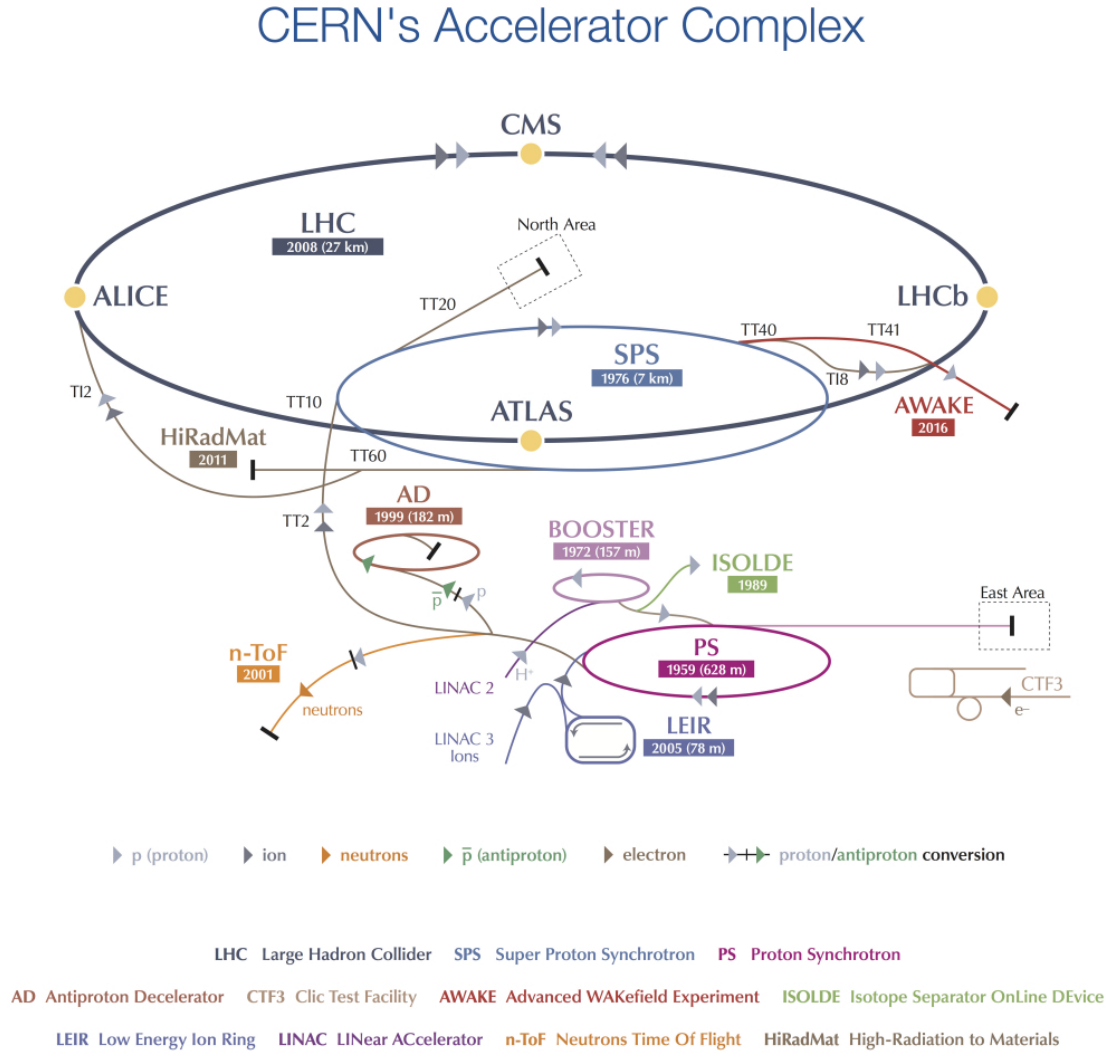 CERN's Accelerator Complex
CMS
LHC
2008 (27 km)
North Area
ALICE
LHCb
TT20
TT40
TT41
SPS
1976 (7 km)
TI8
TI2
TT10
ATLAS
AWAKE
2016
HiRadMat
2011
TT60
AD
1999 (182 m)
TT2
BOOSTER
1972 (157 m)
ISOLDE
1989
p̅
p
East Area
n-ToF
2001
PS
1959 (628 m)
H⁺
LINAC 2
CTF3
e⁻
neutrons
LEIR
2005 (78 m)
LINAC 3
Ions
p (proton) ion neutrons p̅ (antiproton) electron proton/antiproton conversion
LHC Large Hadron Collider SPS Super Proton Synchrotron PS Proton Synchrotron
AD Antiproton Decelerator CTF3 Clic Test Facility AWAKE Advanced WAKefield Experiment ISOLDE Isotope Separator OnLine DEvice
LEIR Low Energy Ion Ring LINAC LINear ACcelerator n-ToF Neutrons Time Of Flight HiRadMat High-Radiation to Materials